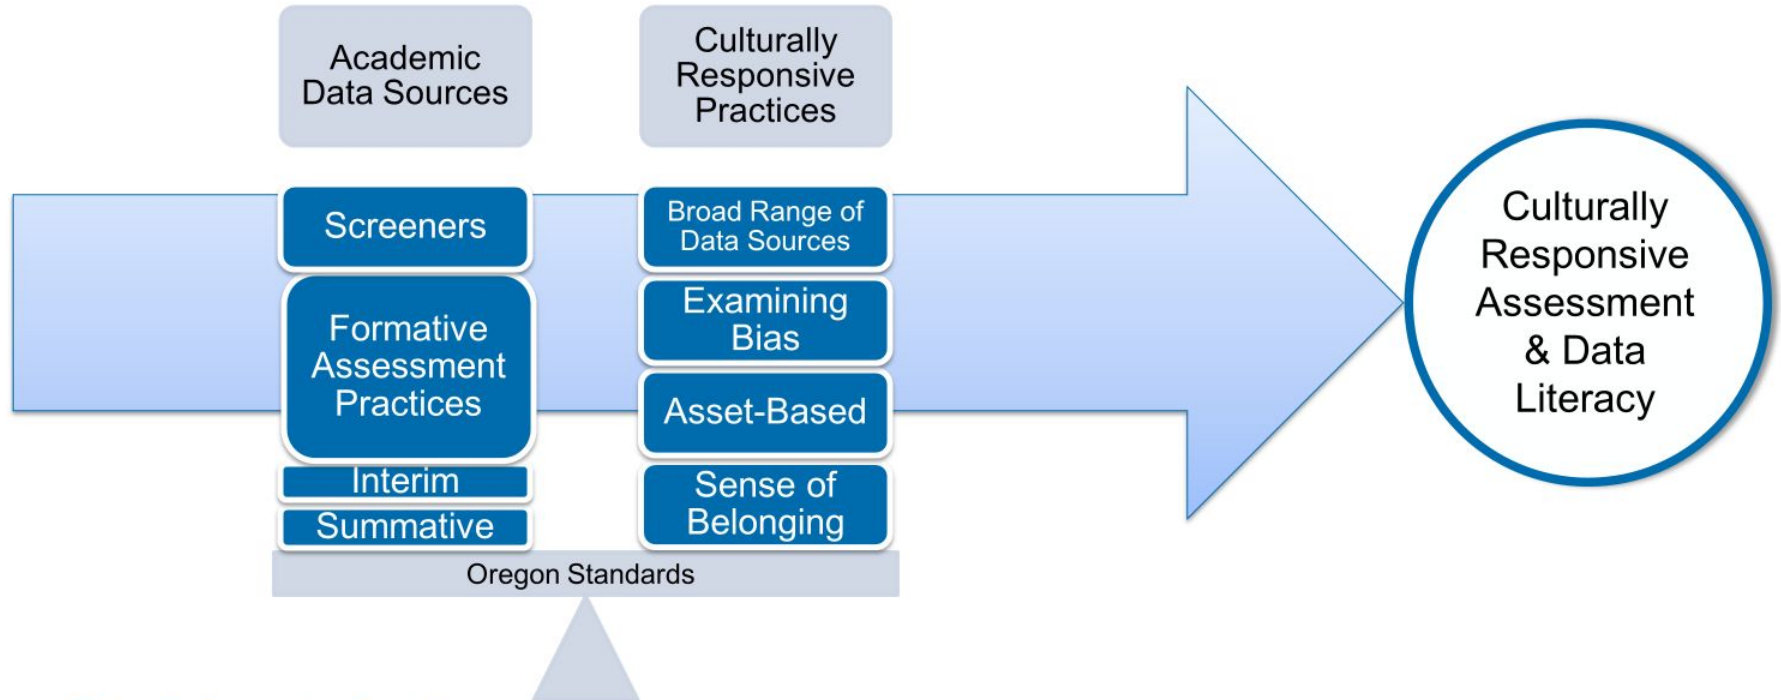 Academic
Data Sources
Culturally
Responsive
Practices
Screeners
Formative
Assessment
Practices
Interim
Summative
Broad Range of
Data Sources
Examining
Bias
Asset-Based
Sense of
Belonging
Oregon Standards
Culturally
Responsive
Assessment
& Data
Literacy